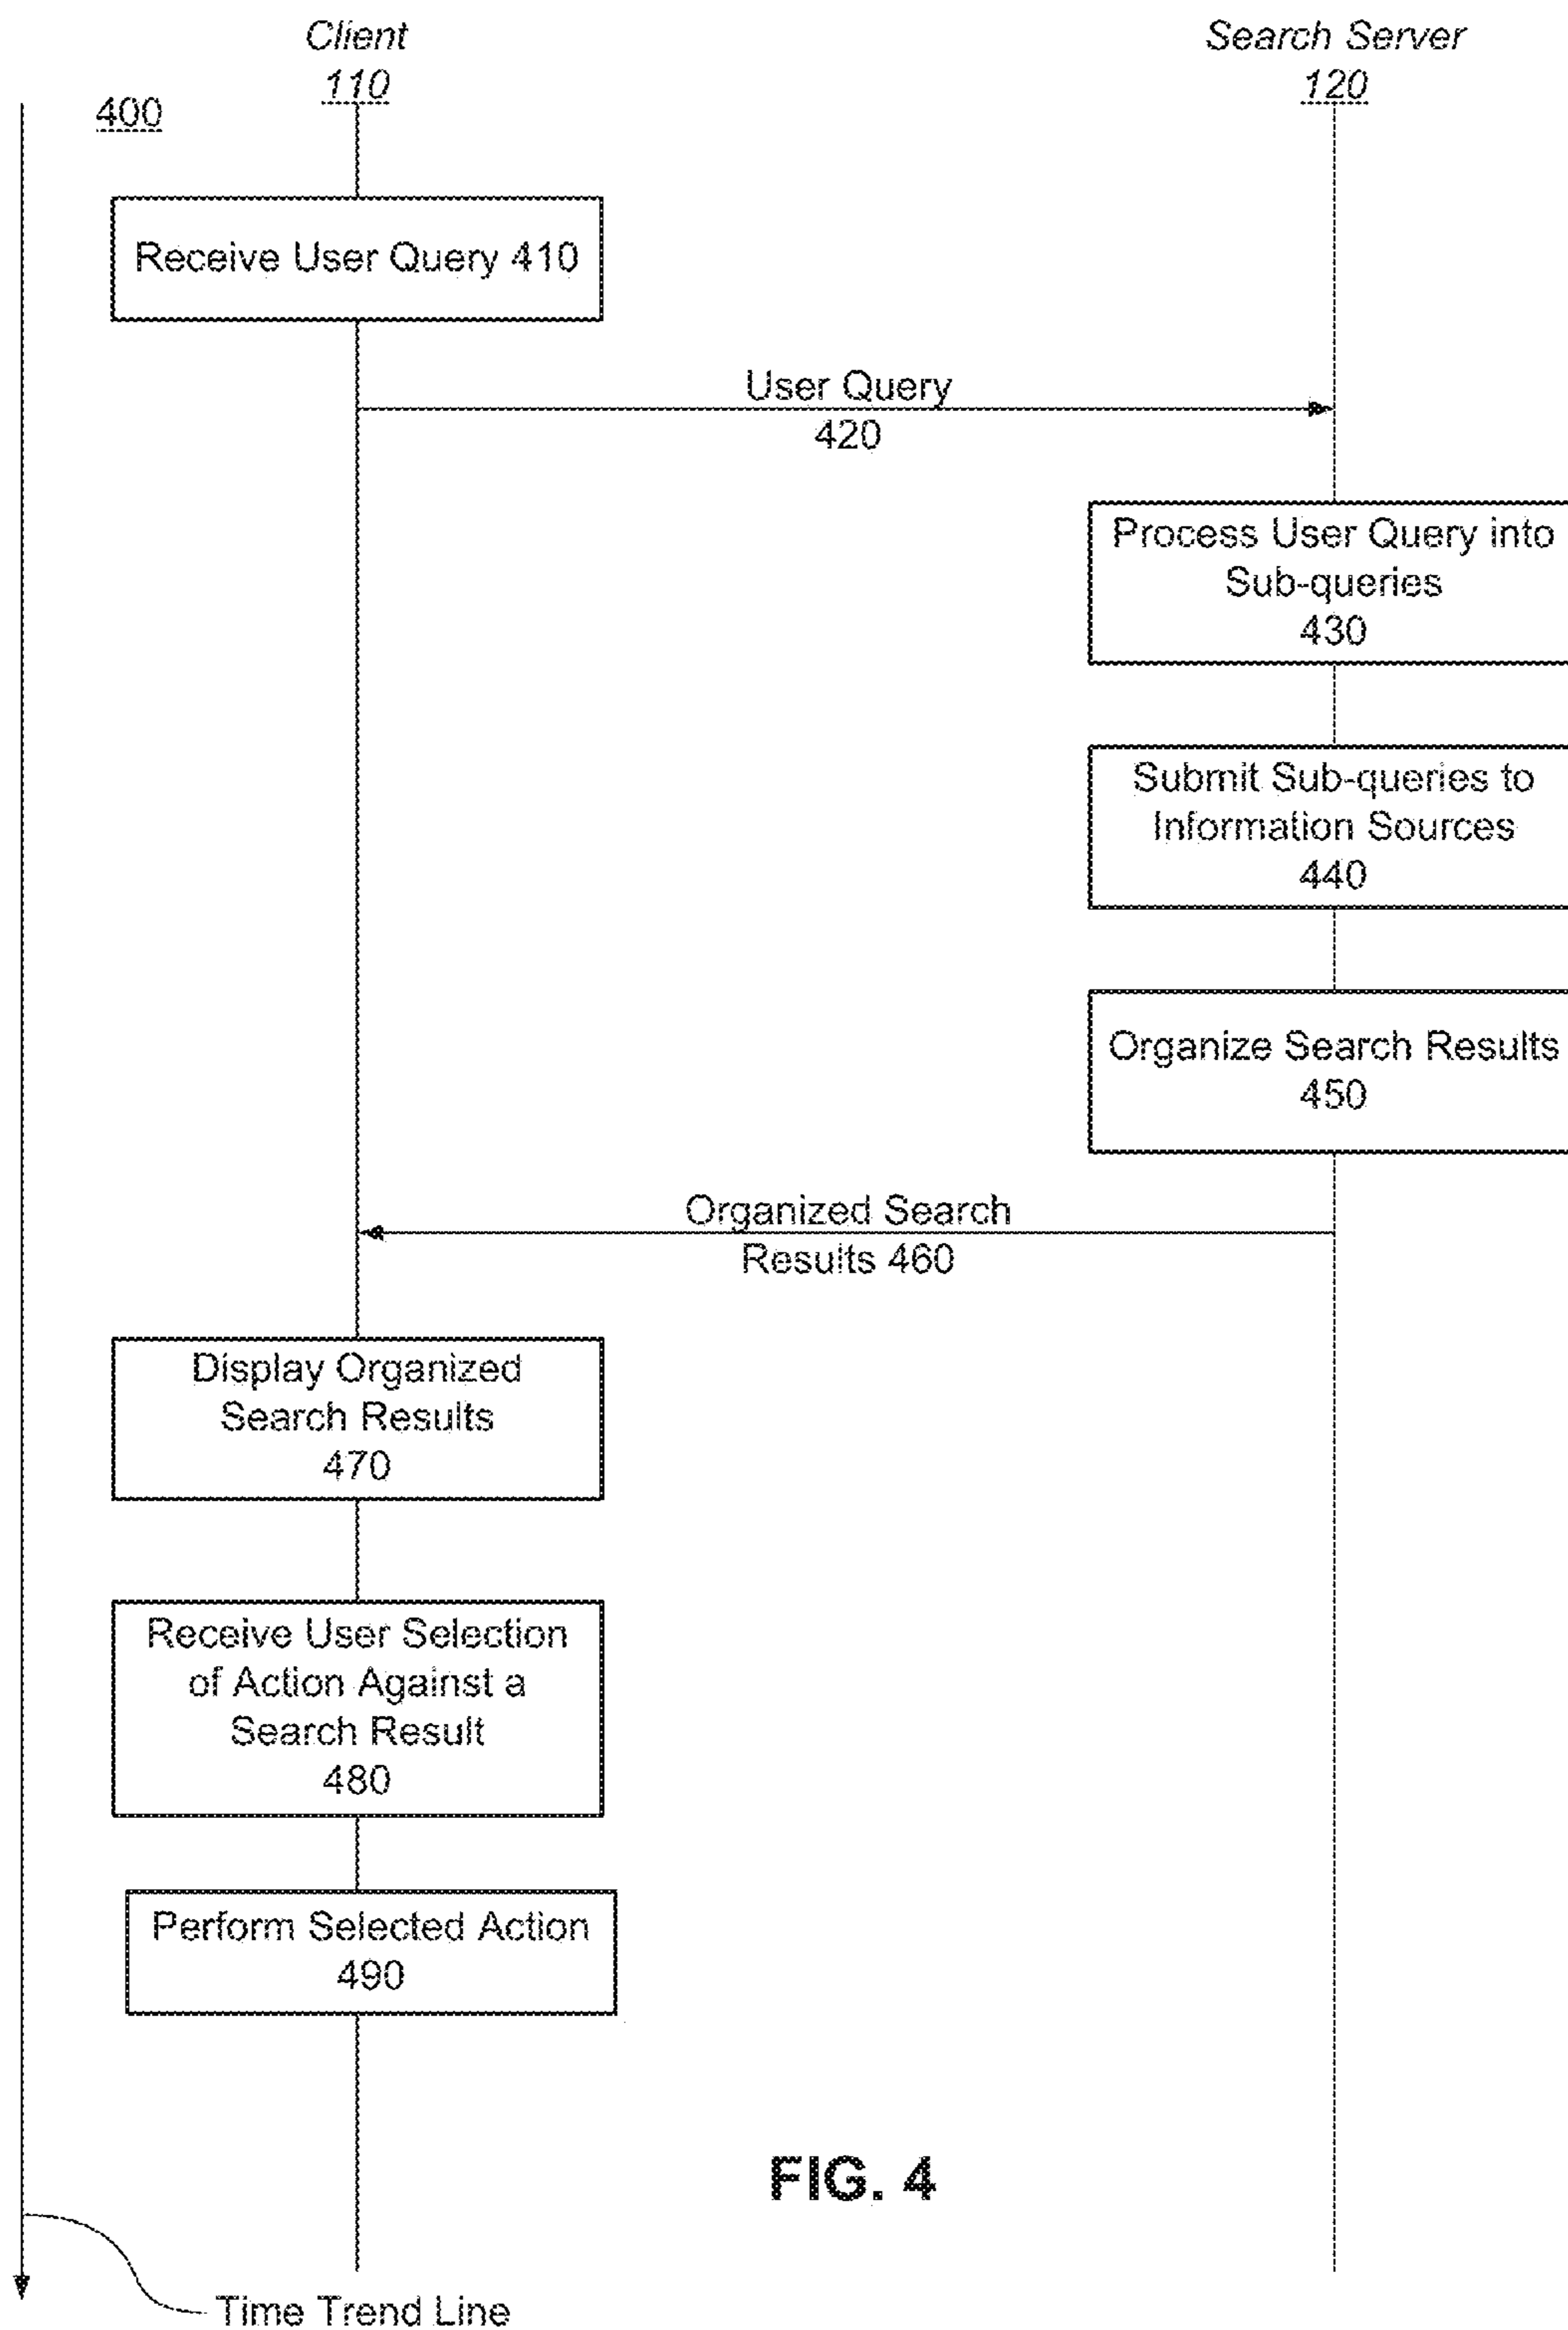 Client
110
Search Server
120
400
Receive User Query 410
User Query
420
Process User Query into
Sub-queries
430
Submit Sub-queries to
Information Sources
440
Organize Search Results
450
Organized Search
Results 460
Display Organized
Search Results
470
Receive User Selection
of Action Against a
Search Result
480
Perform Selected Action
490
FIG. 4
Time Trend Line